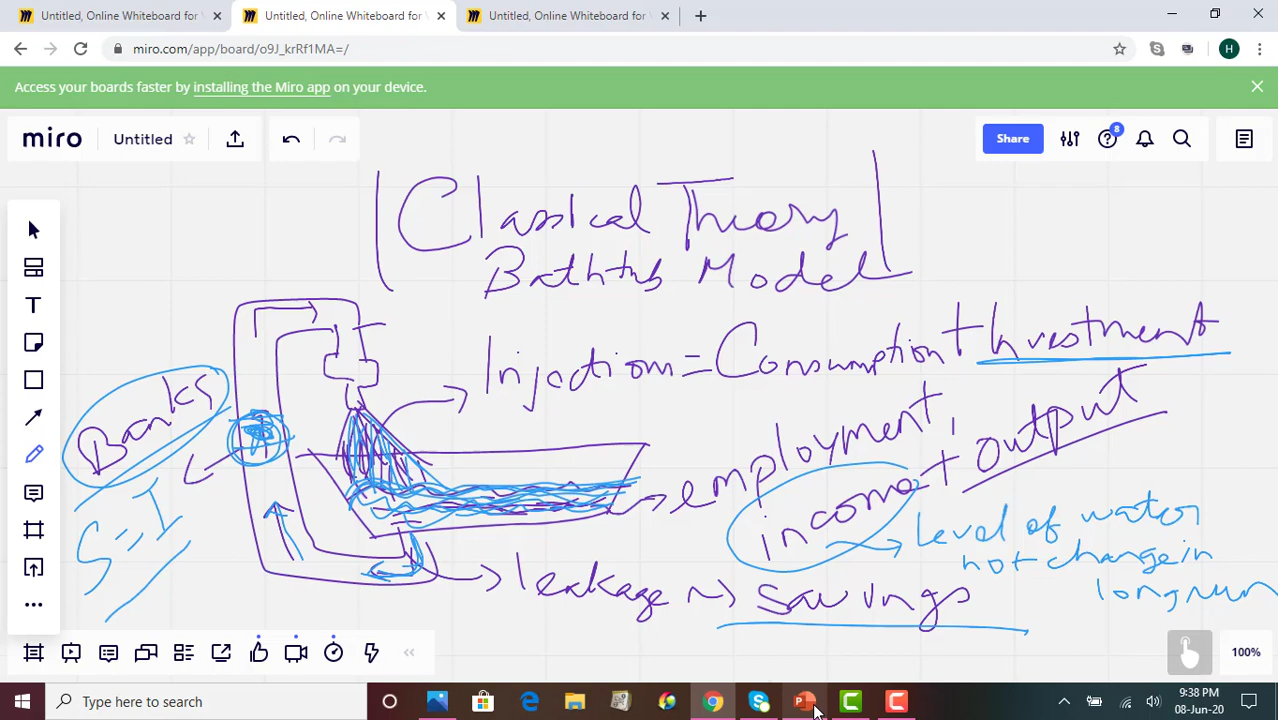 Untitled, Online Whiteboard for
Untitled, Online Whiteboard for
Untitled, Online Whiteboard for
miro.com/app/board/o9J_krRf1MA=/
H
Access your boards faster by installing the Miro app on your device.
miro
Untitled
Share
8
Classical Theory
Bathtub Model
Injection = Consumption + Investment
Banks
employment,
income + output
S = I
level of water
not change in
long run
leakage → savings
100%
Type here to search
9:38 PM
08-Jun-20